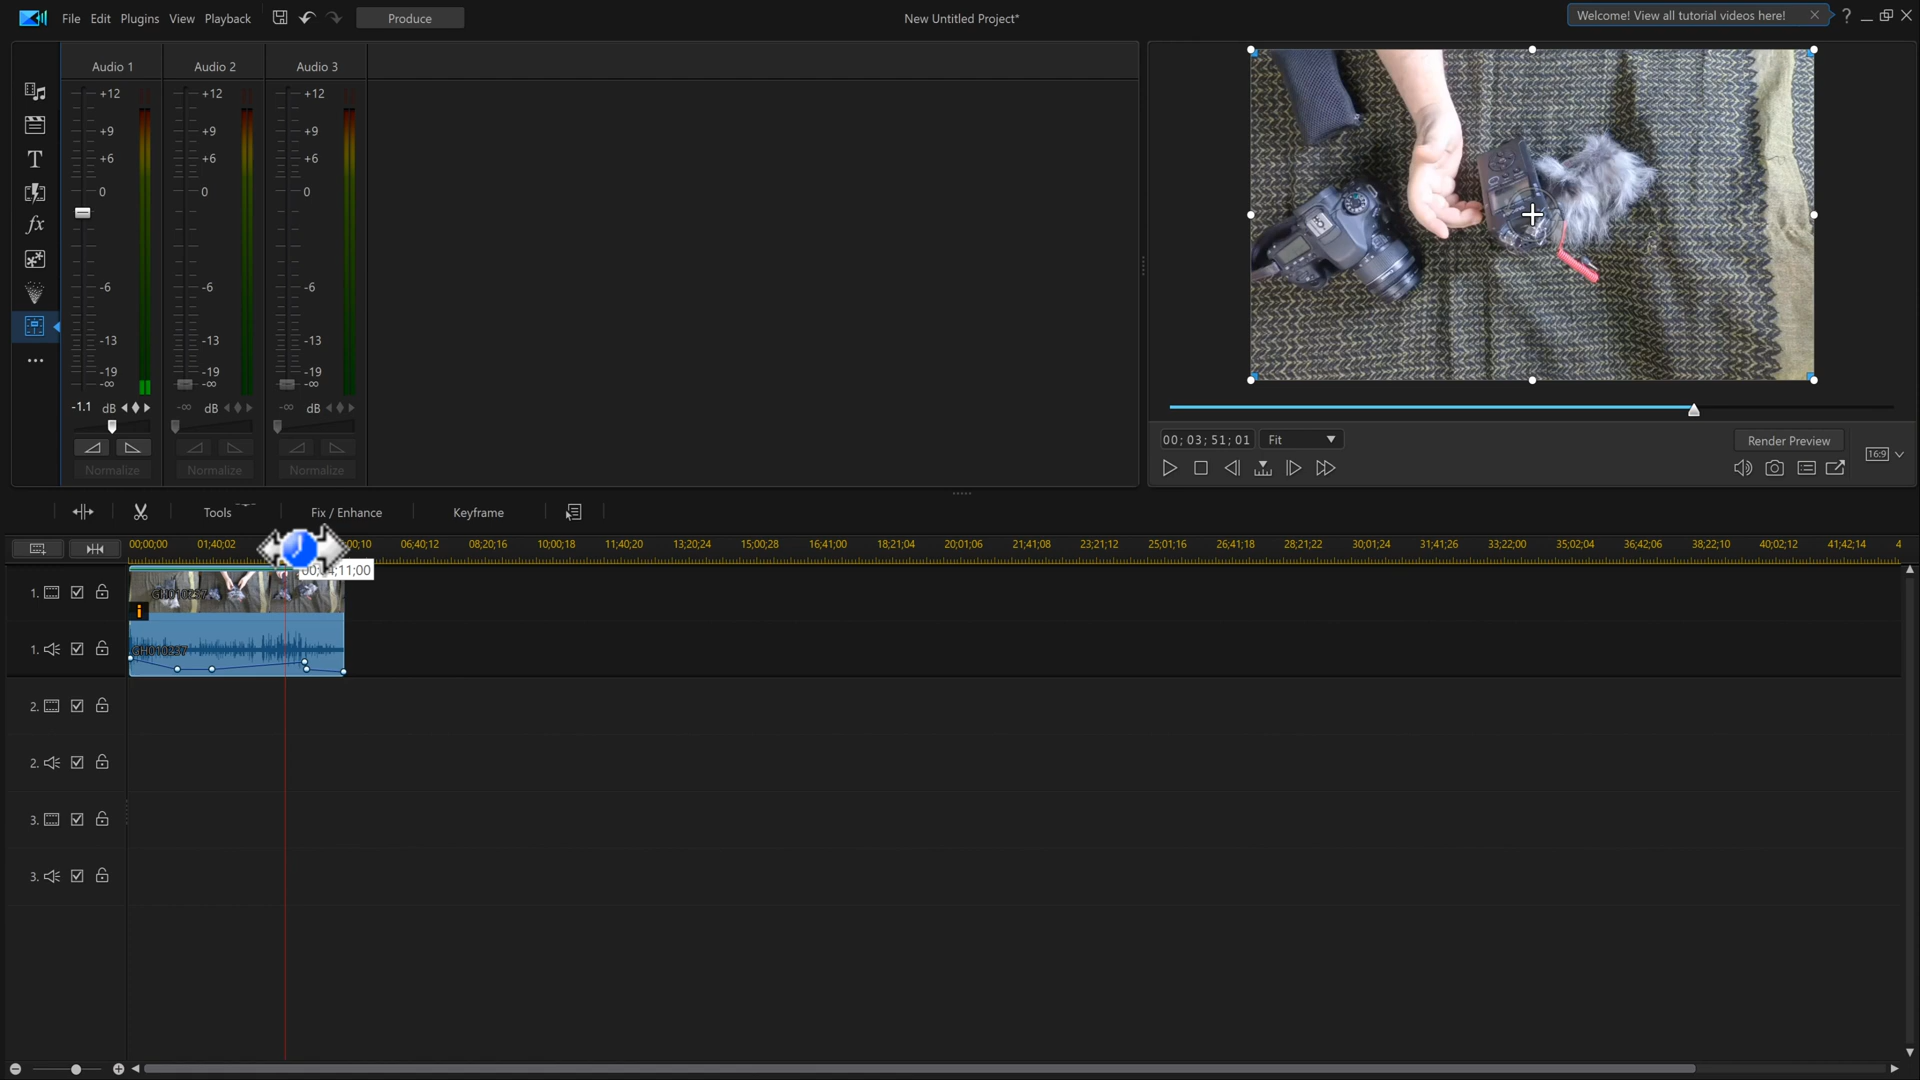 File Edit Plugins View Playback Produce New Untitled Project* Welcome! View all tutorial videos here!
Audio 1 Audio 2 Audio 3
+12 +12 +12
+9 +9 +9
+6 +6 +6
0 0 0
-6 -6 -6
-13 -13 -13
-19 -19 -19
-∞ -∞ -∞
-1.1 dB -∞ dB -∞ dB
Normalize Normalize Normalize
00; 03; 51; 01 Fit Render Preview
16:9
Tools Fix / Enhance Keyframe
00;00;00 01;40;02 06;40;12 08;20;16 10;00;18 11;40;20 13;20;24 15;00;28 16;41;00 18;21;04 20;01;06 21;41;08 23;21;12 25;01;16 26;41;18 28;21;22 30;01;24 31;41;26 33;22;00 35;02;04 36;42;06 38;22;10 40;02;12 41;42;14 4
1. GH010237
1. GH010237
2.
2.
3.
3.